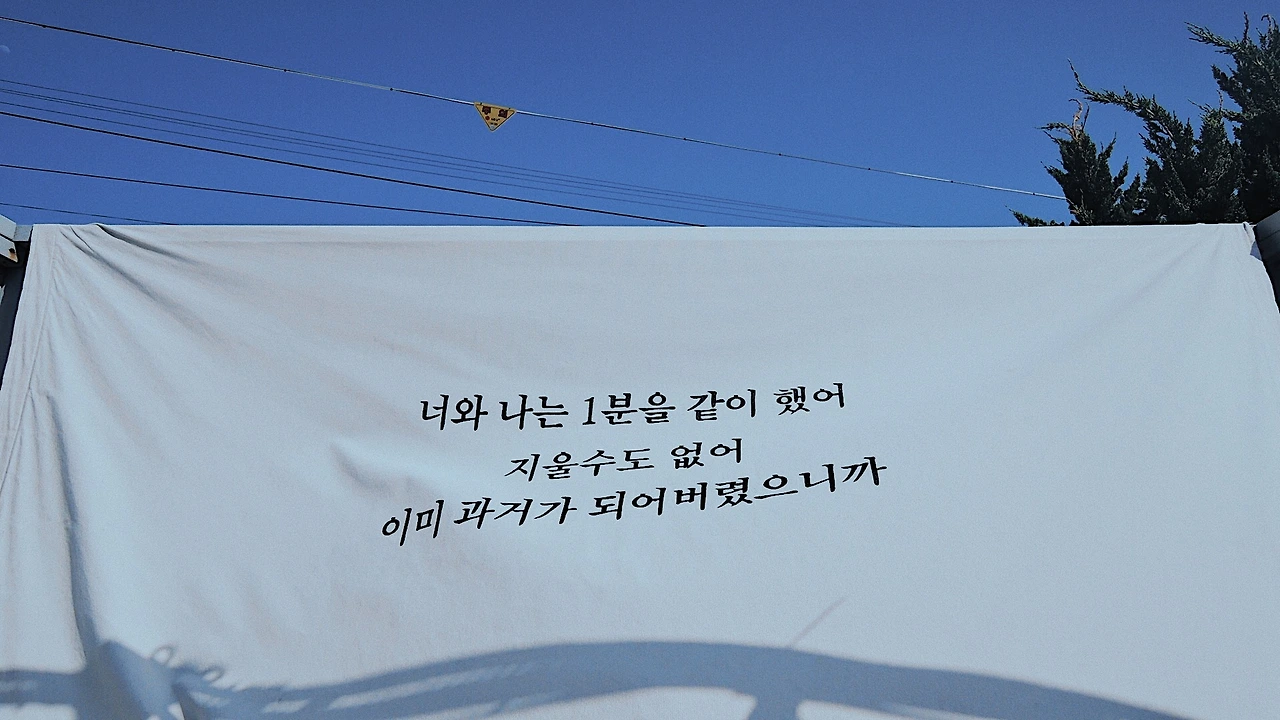 너와 나는 1분을 같이 했어
지울수도 없어
이미 과거가 되어버렸으니까